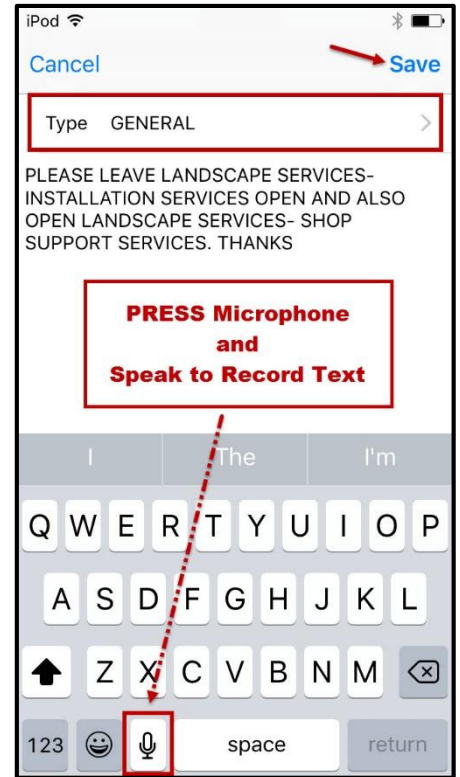 iPod
Cancel Save
Type GENERAL >
PLEASE LEAVE LANDSCAPE SERVICES-
INSTALLATION SERVICES OPEN AND ALSO
OPEN LANDSCAPE SERVICES- SHOP
SUPPORT SERVICES. THANKS
PRESS Microphone
and
Speak to Record Text
I The I'm
Q W E R T Y U I O P
A S D F G H J K L
Z X C V B N M
123 space return